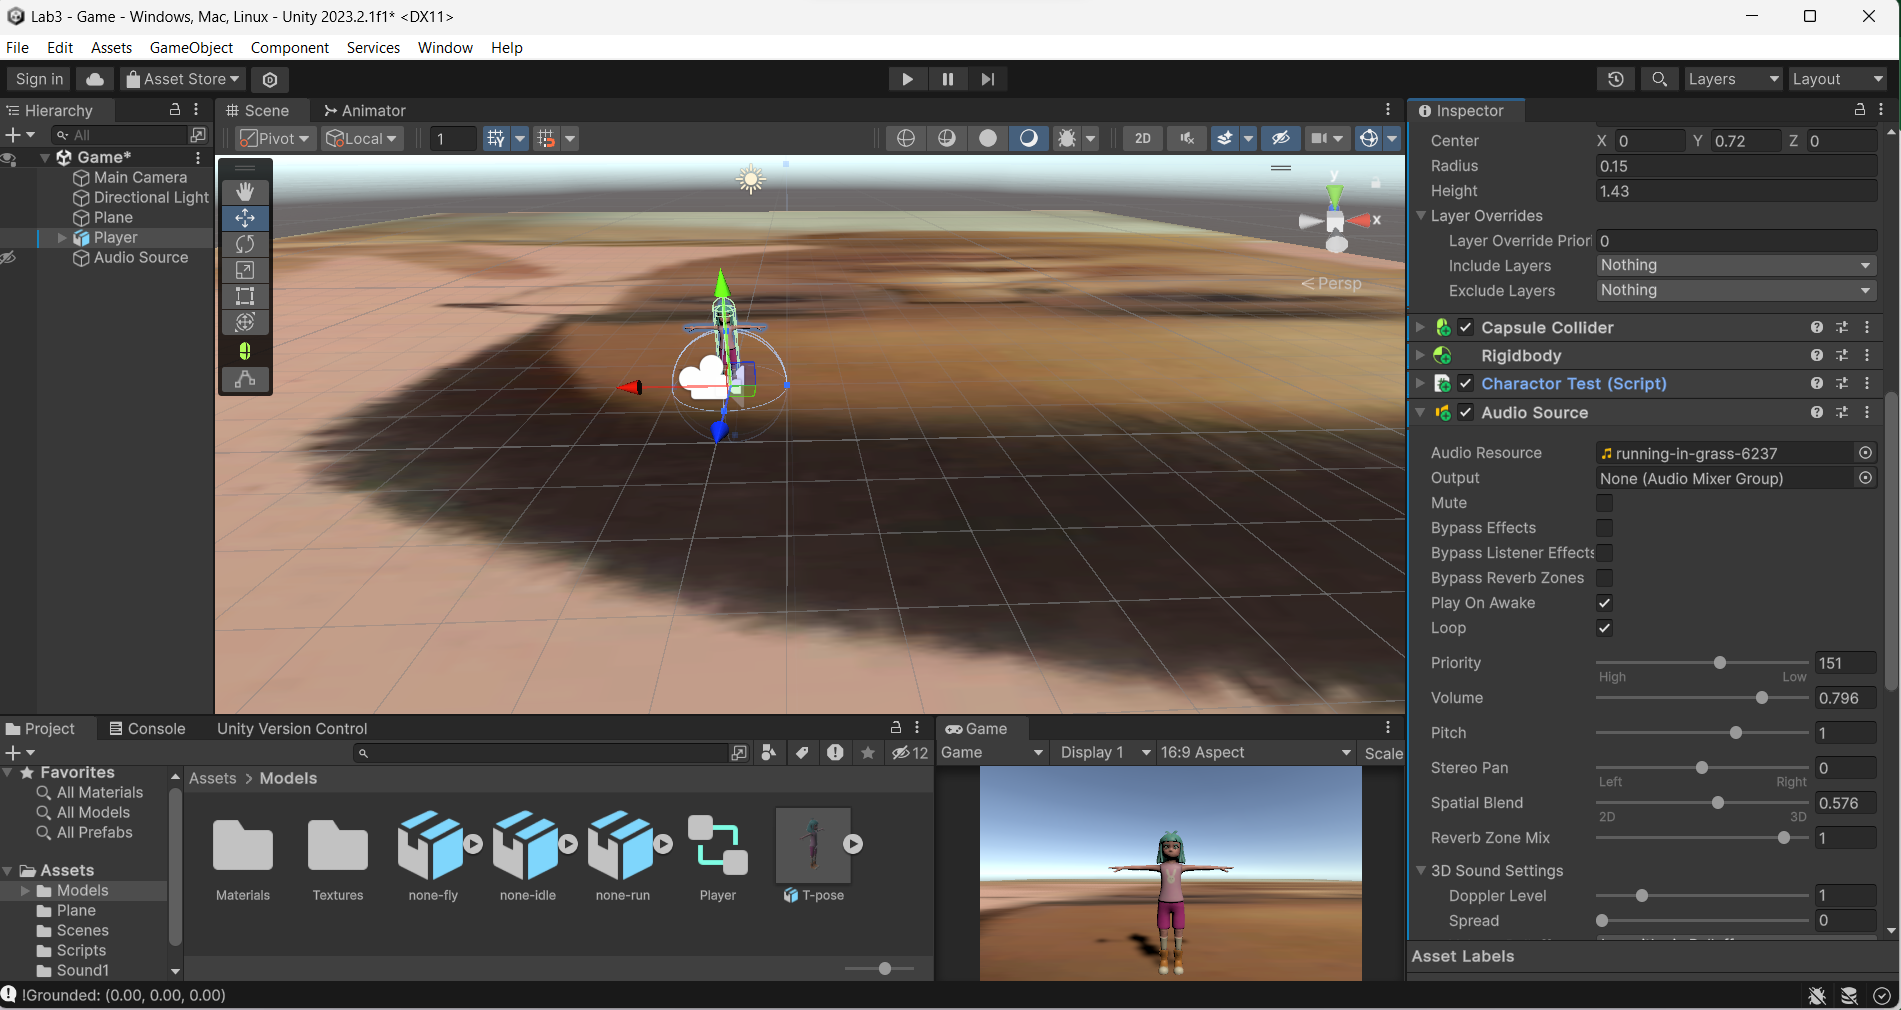 Lab3 - Game - Windows, Mac, Linux - Unity 2023.2.1f1* <DX11>
File Edit Assets GameObject Component Services Window Help
Sign in Asset Store Layers Layout
Hierarchy
All
Game*
Main Camera
Directional Light
Plane
Player
Audio Source
Scene Animator
Pivot Local 1 2D
y
x
< Persp
Inspector
Center X 0 Y 0.72 Z 0
Radius 0.15
Height 1.43
Layer Overrides
Layer Override Prior 0
Include Layers Nothing
Exclude Layers Nothing
Capsule Collider
Rigidbody
Charactor Test (Script)
Audio Source
Audio Resource running-in-grass-6237
Output None (Audio Mixer Group)
Mute
Bypass Effects
Bypass Listener Effects
Bypass Reverb Zones
Play On Awake
Loop
Priority 151
High Low
Volume 0.796
Pitch 1
Stereo Pan 0
Left Right
Spatial Blend 0.576
2D 3D
Reverb Zone Mix 1
3D Sound Settings
Doppler Level 1
Spread 0
Asset Labels
Project Console Unity Version Control
12
Favorites
All Materials
All Models
All Prefabs
Assets
Models
Plane
Scenes
Scripts
Sound1
Assets > Models
Materials Textures none-fly none-idle none-run Player T-pose
Game
Game Display 1 16:9 Aspect Scale
!Grounded: (0.00, 0.00, 0.00)